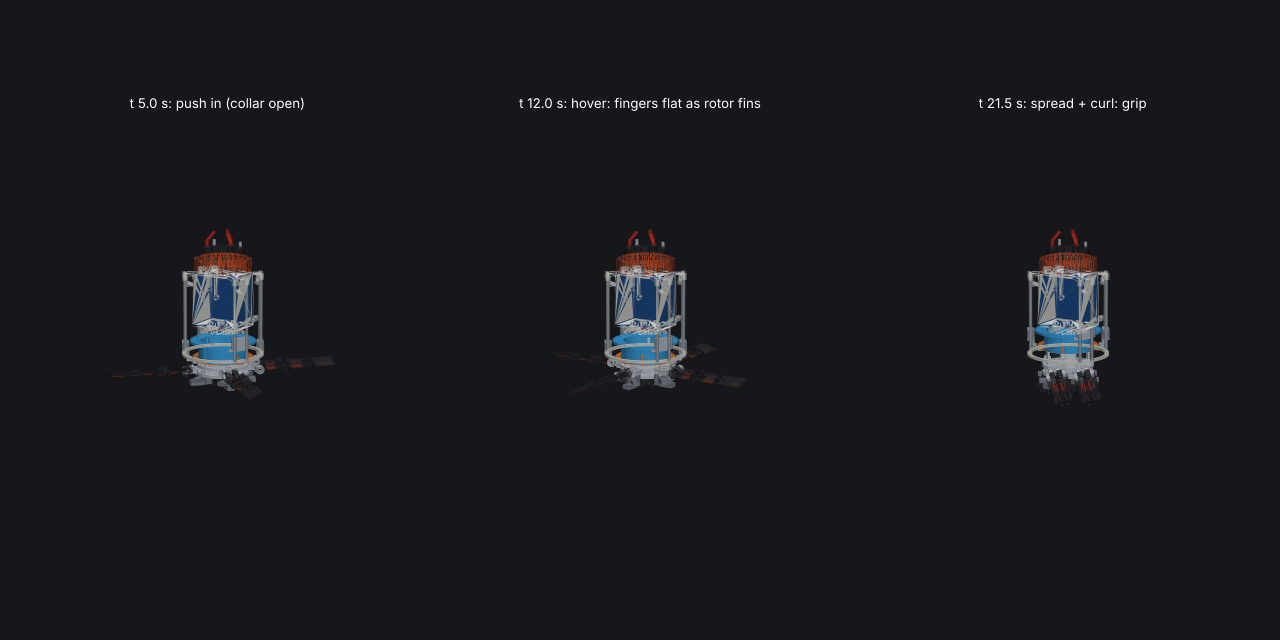 t 5.0 s: push in (collar open)
t 12.0 s: hover: fingers flat as rotor fins
t 21.5 s: spread + curl: grip